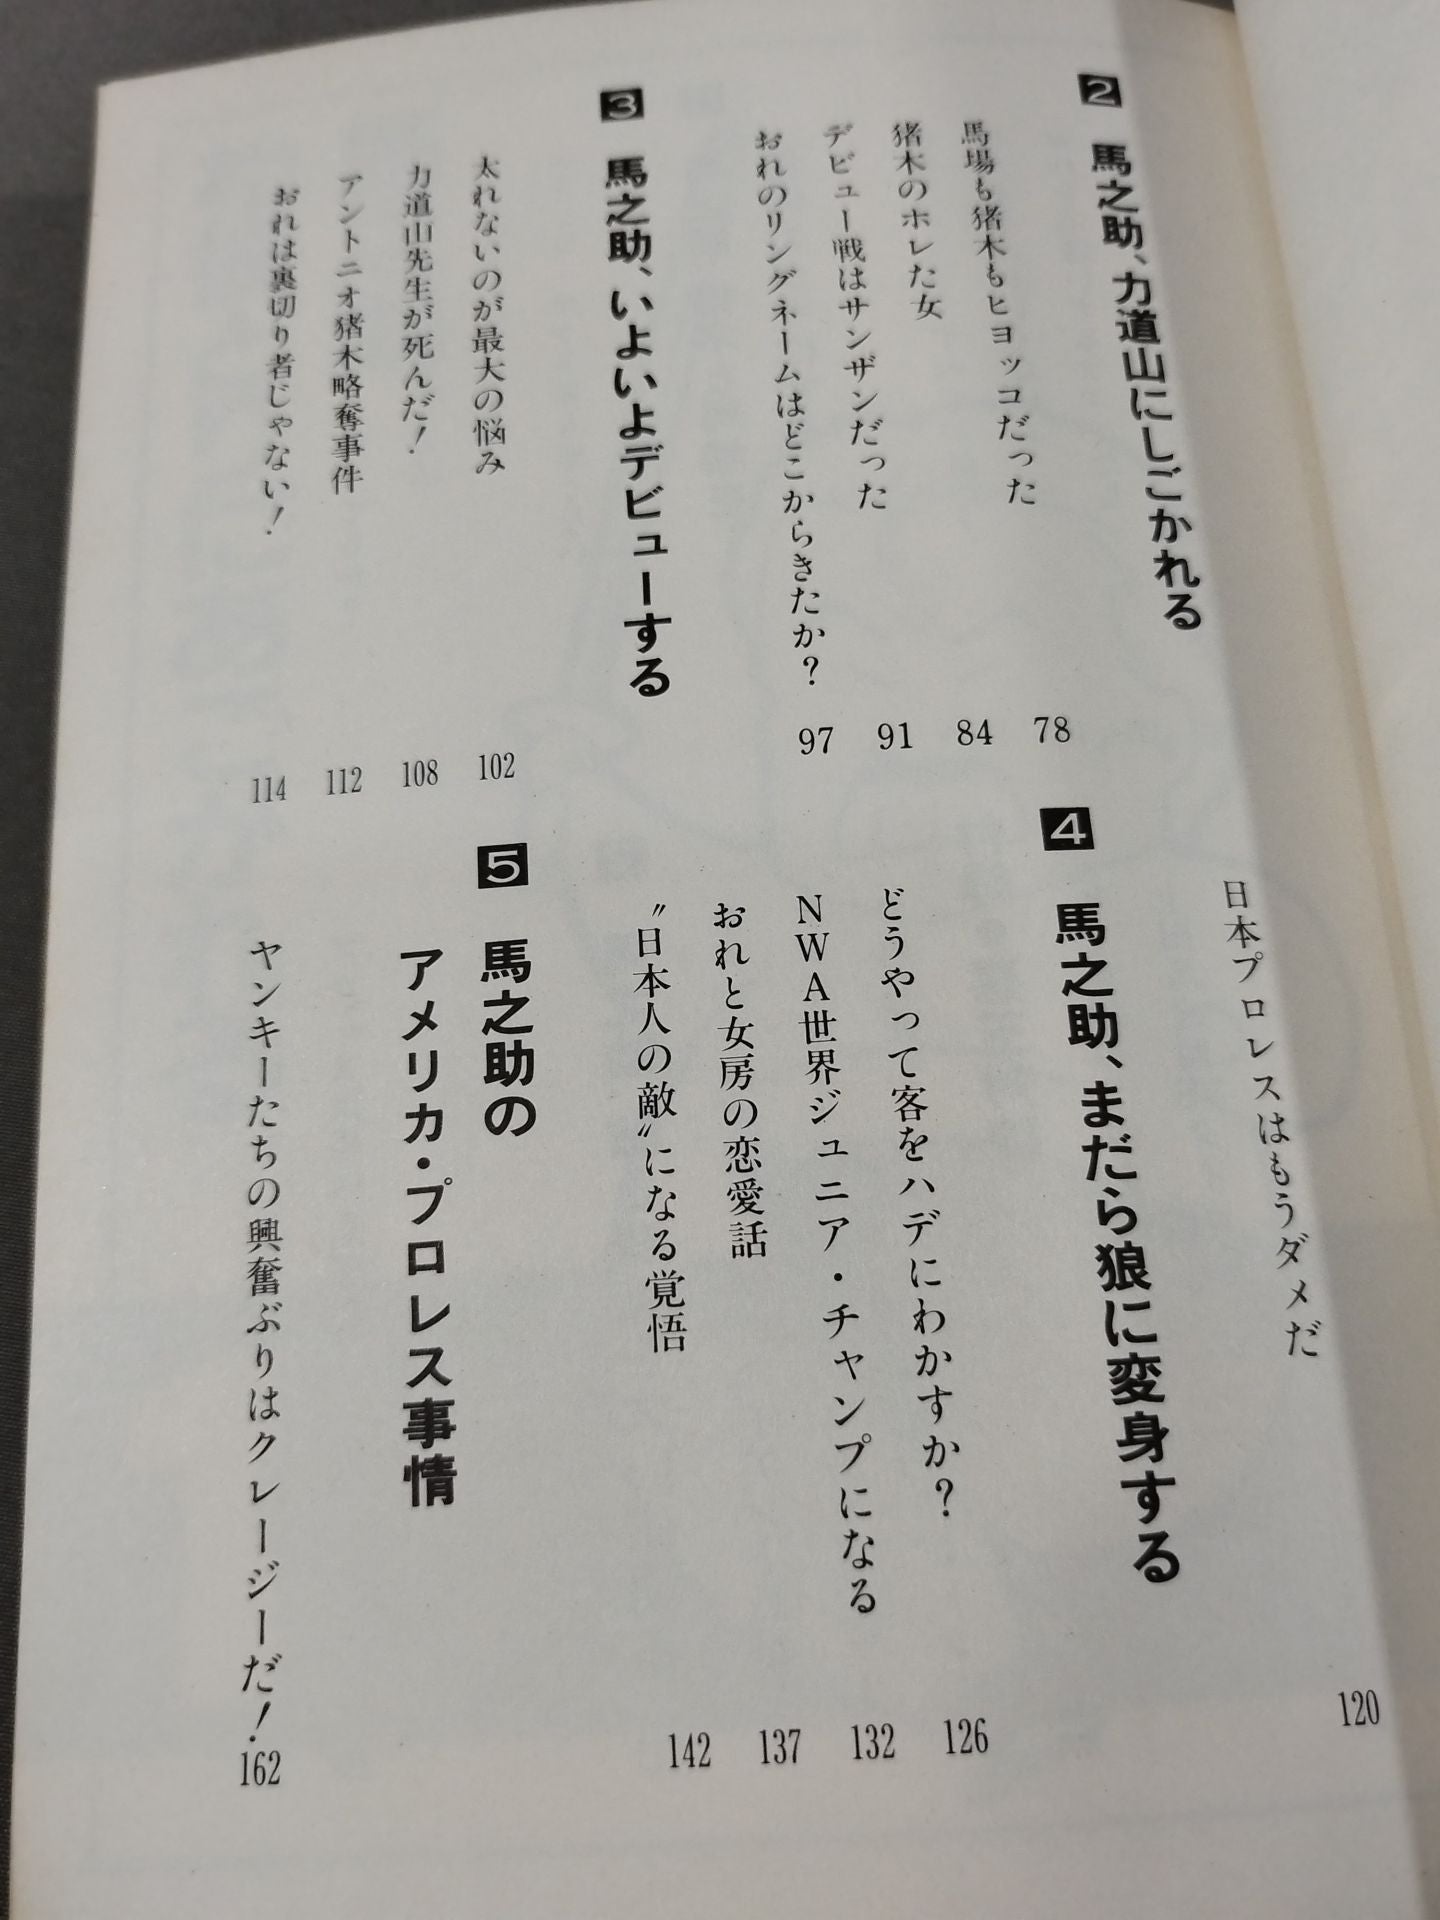 2 馬之助、力道山にしごかれる
馬場も猪木もヒヨッコだった 78
猪木のホレた女 84
デビュー戦はサンザンだった 91
おれのリングネームはどこからきたか？ 97
3 馬之助、いよいよデビューする
太れないのが最大の悩み 102
力道山先生が死んだ！ 108
アントニオ猪木略奪事件 112
おれは裏切り者じゃない！ 114
日本プロレスはもうダメだ 120
4 馬之助、まだら狼に変身する
どうやって客をハデにわかすか？ 126
NWA世界ジュニア・チャンプになる 132
おれと女房の恋愛話 137
〝日本人の敵〟になる覚悟 142
5 馬之助の
アメリカ・プロレス事情
ヤンキーたちの興奮ぶりはクレージーだ！ 162